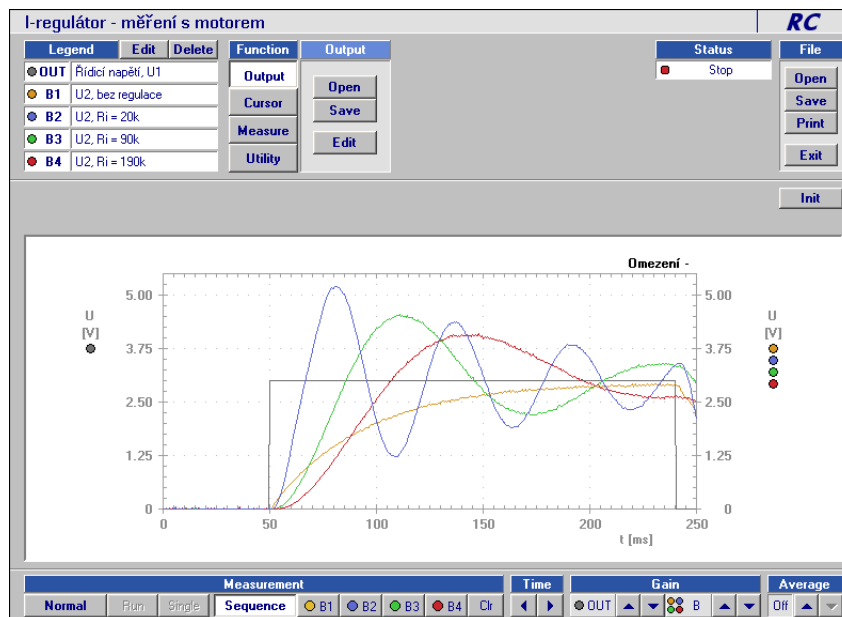 I-regulátor - měření s motorem
RC
Legend Edit Delete
OUT Řídicí napětí, U1
B1 U2, bez regulace
B2 U2, Ri = 20k
B3 U2, Ri = 90k
B4 U2, Ri = 190k
Function
Output
Cursor
Measure
Utility
Output
Open
Save
Edit
Status
Stop
File
Open
Save
Print
Exit
Init
Omezení -
U
[V]
5.00
3.75
2.50
1.25
0
5.00
3.75
2.50
1.25
0
U
[V]
0 50 100 150 200 250
t [ms]
Measurement
Normal Run Single Sequence B1 B2 B3 B4 Clr
Time
Gain
OUT B
Average
Off